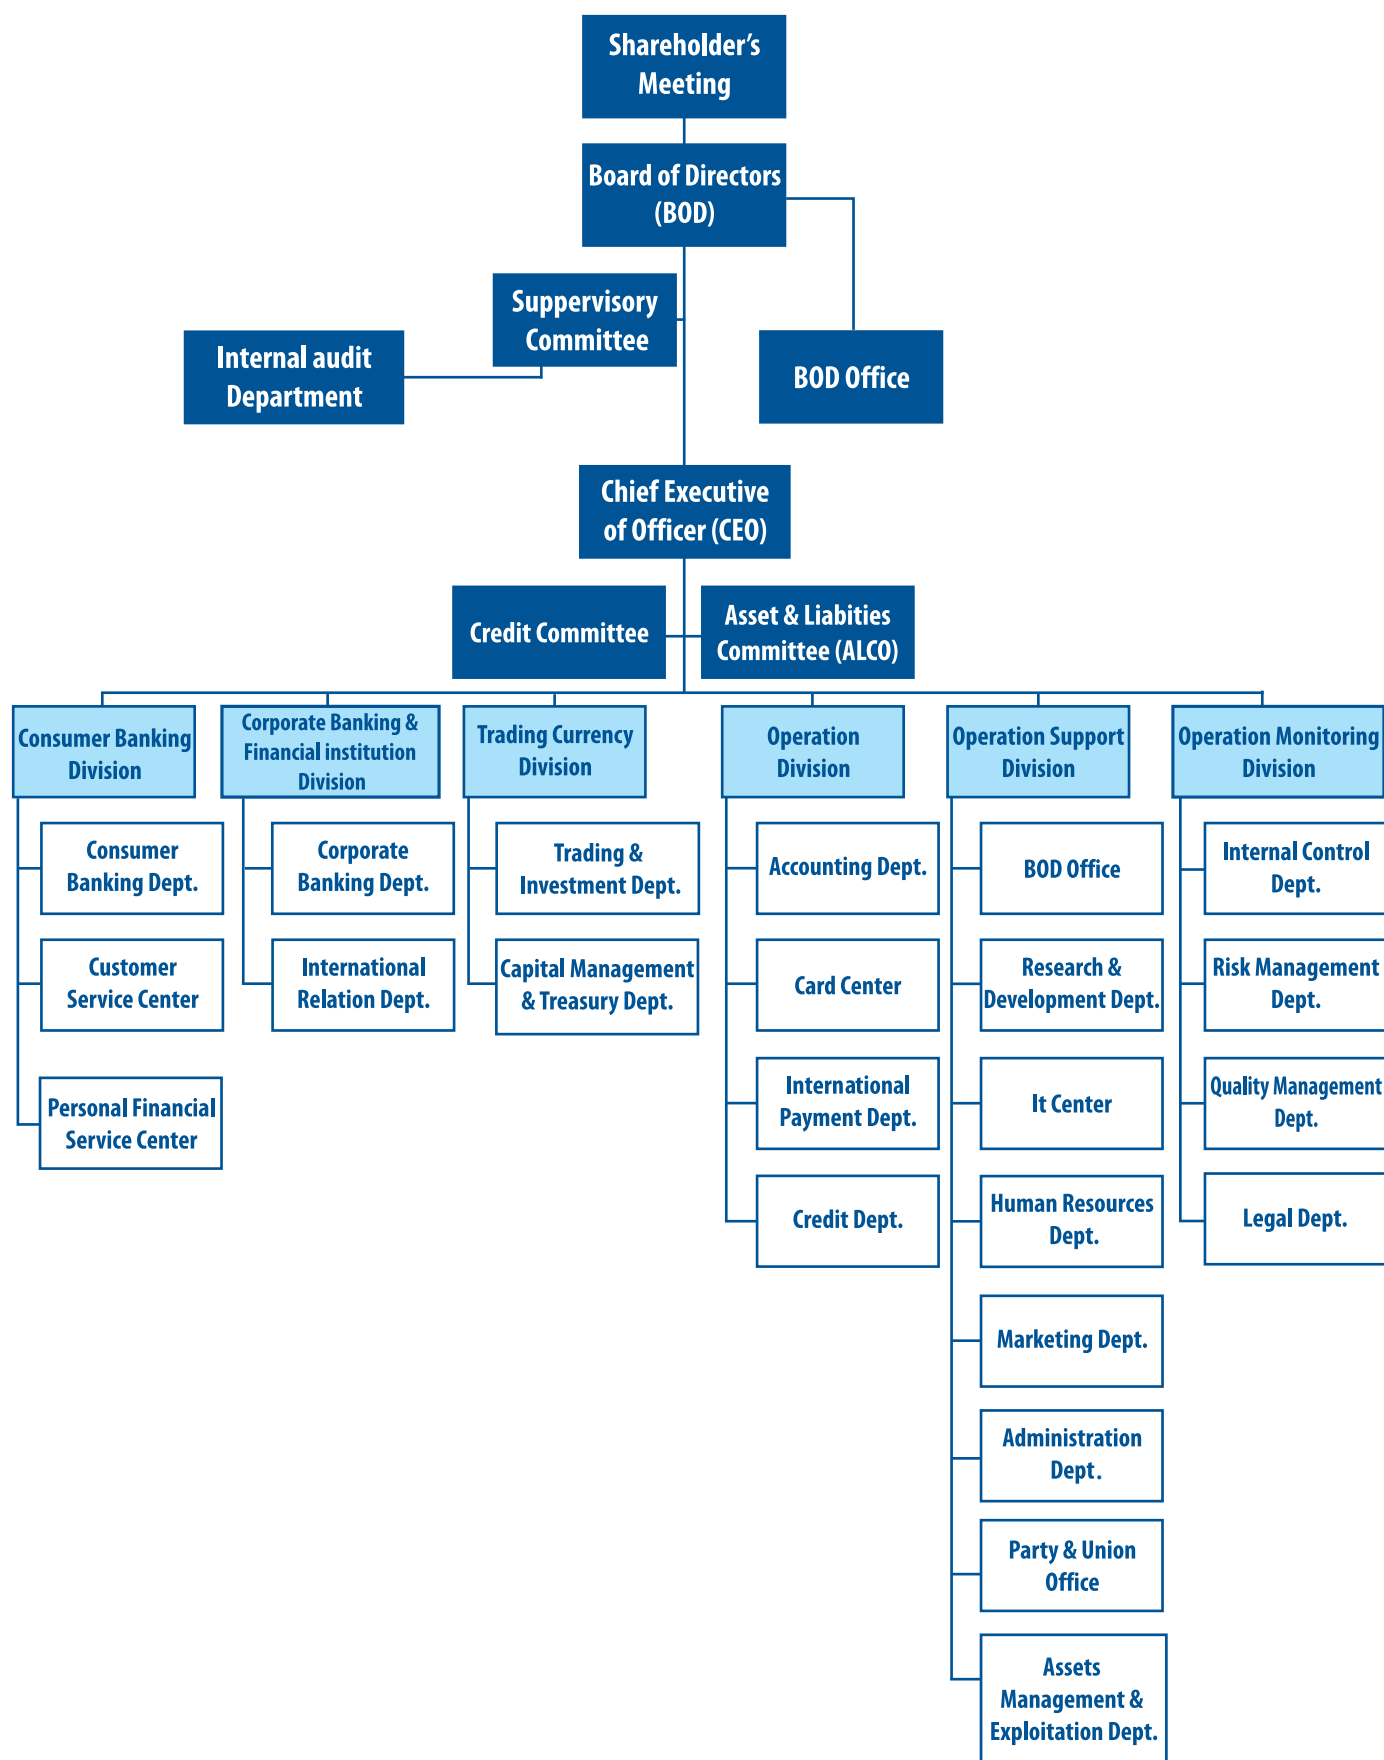 Shareholder's
Meeting
Board of Directors
(BOD)
Suppervisory
Committee
Internal audit
Department
BOD Office
Chief Executive
of Officer (CEO)
Credit Committee
Asset & Liabities
Committee (ALCO)
Consumer Banking
Division
Corporate Banking &
Financial institution
Division
Trading Currency
Division
Operation
Division
Operation Support
Division
Operation Monitoring
Division
Consumer
Banking Dept.
Customer
Service Center
Personal Financial
Service Center
Corporate
Banking Dept.
International
Relation Dept.
Trading &
Investment Dept.
Capital Management
& Treasury Dept.
Accounting Dept.
Card Center
International
Payment Dept.
Credit Dept.
BOD Office
Research &
Development Dept.
It Center
Human Resources
Dept.
Marketing Dept.
Administration
Dept.
Party & Union
Office
Assets
Management &
Exploitation Dept.
Internal Control
Dept.
Risk Management
Dept.
Quality Management
Dept.
Legal Dept.